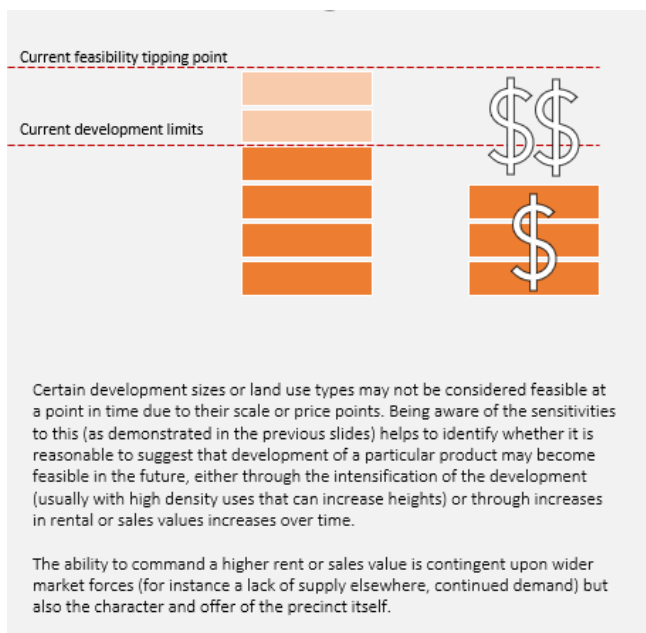 Current feasibility tipping point
Current development limits
$$
$
Certain development sizes or land use types may not be considered feasible at
a point in time due to their scale or price points. Being aware of the sensitivities
to this (as demonstrated in the previous slides) helps to identify whether it is
reasonable to suggest that development of a particular product may become
feasible in the future, either through the intensification of the development
(usually with high density uses that can increase heights) or through increases
in rental or sales values increases over time.
The ability to command a higher rent or sales value is contingent upon wider
market forces (for instance a lack of supply elsewhere, continued demand) but
also the character and offer of the precinct itself.